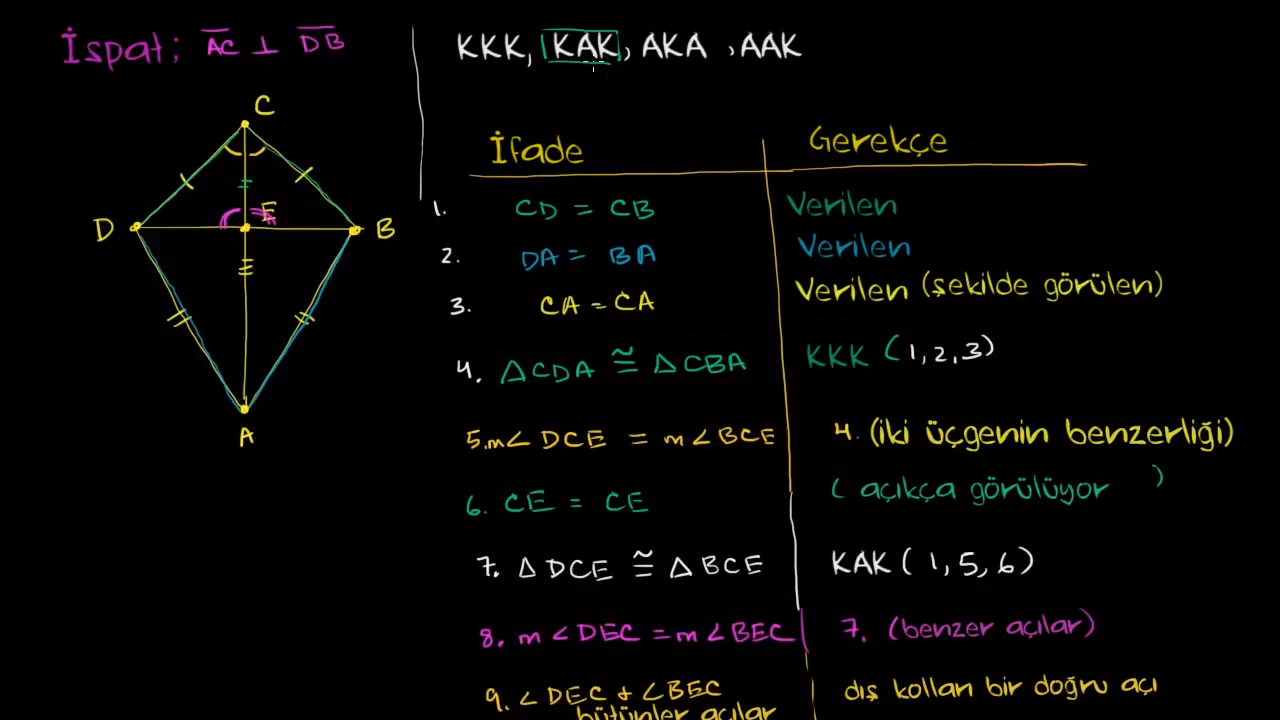 İspat; AC ⊥ DB
KKK, KAK, AKA, AAK
C
D
E
B
A
İfade Gerekçe
1. CD = CB Verilen
2. DA = BA Verilen
3. CA = CA Verilen (şekilde görülen)
4. △CDA ≅ △CBA KKK (1,2,3)
5. m∠DCE = m∠BCE 4. (iki üçgenin benzerliği)
6. CE = CE (açıkça görülüyor )
7. △DCE ≅ △BCE KAK (1,5,6)
8. m∠DEC = m∠BEC 7. (benzer açılar)
9. ∠DEC & ∠BEC dış kolları bir doğru açı
bütünler açılar